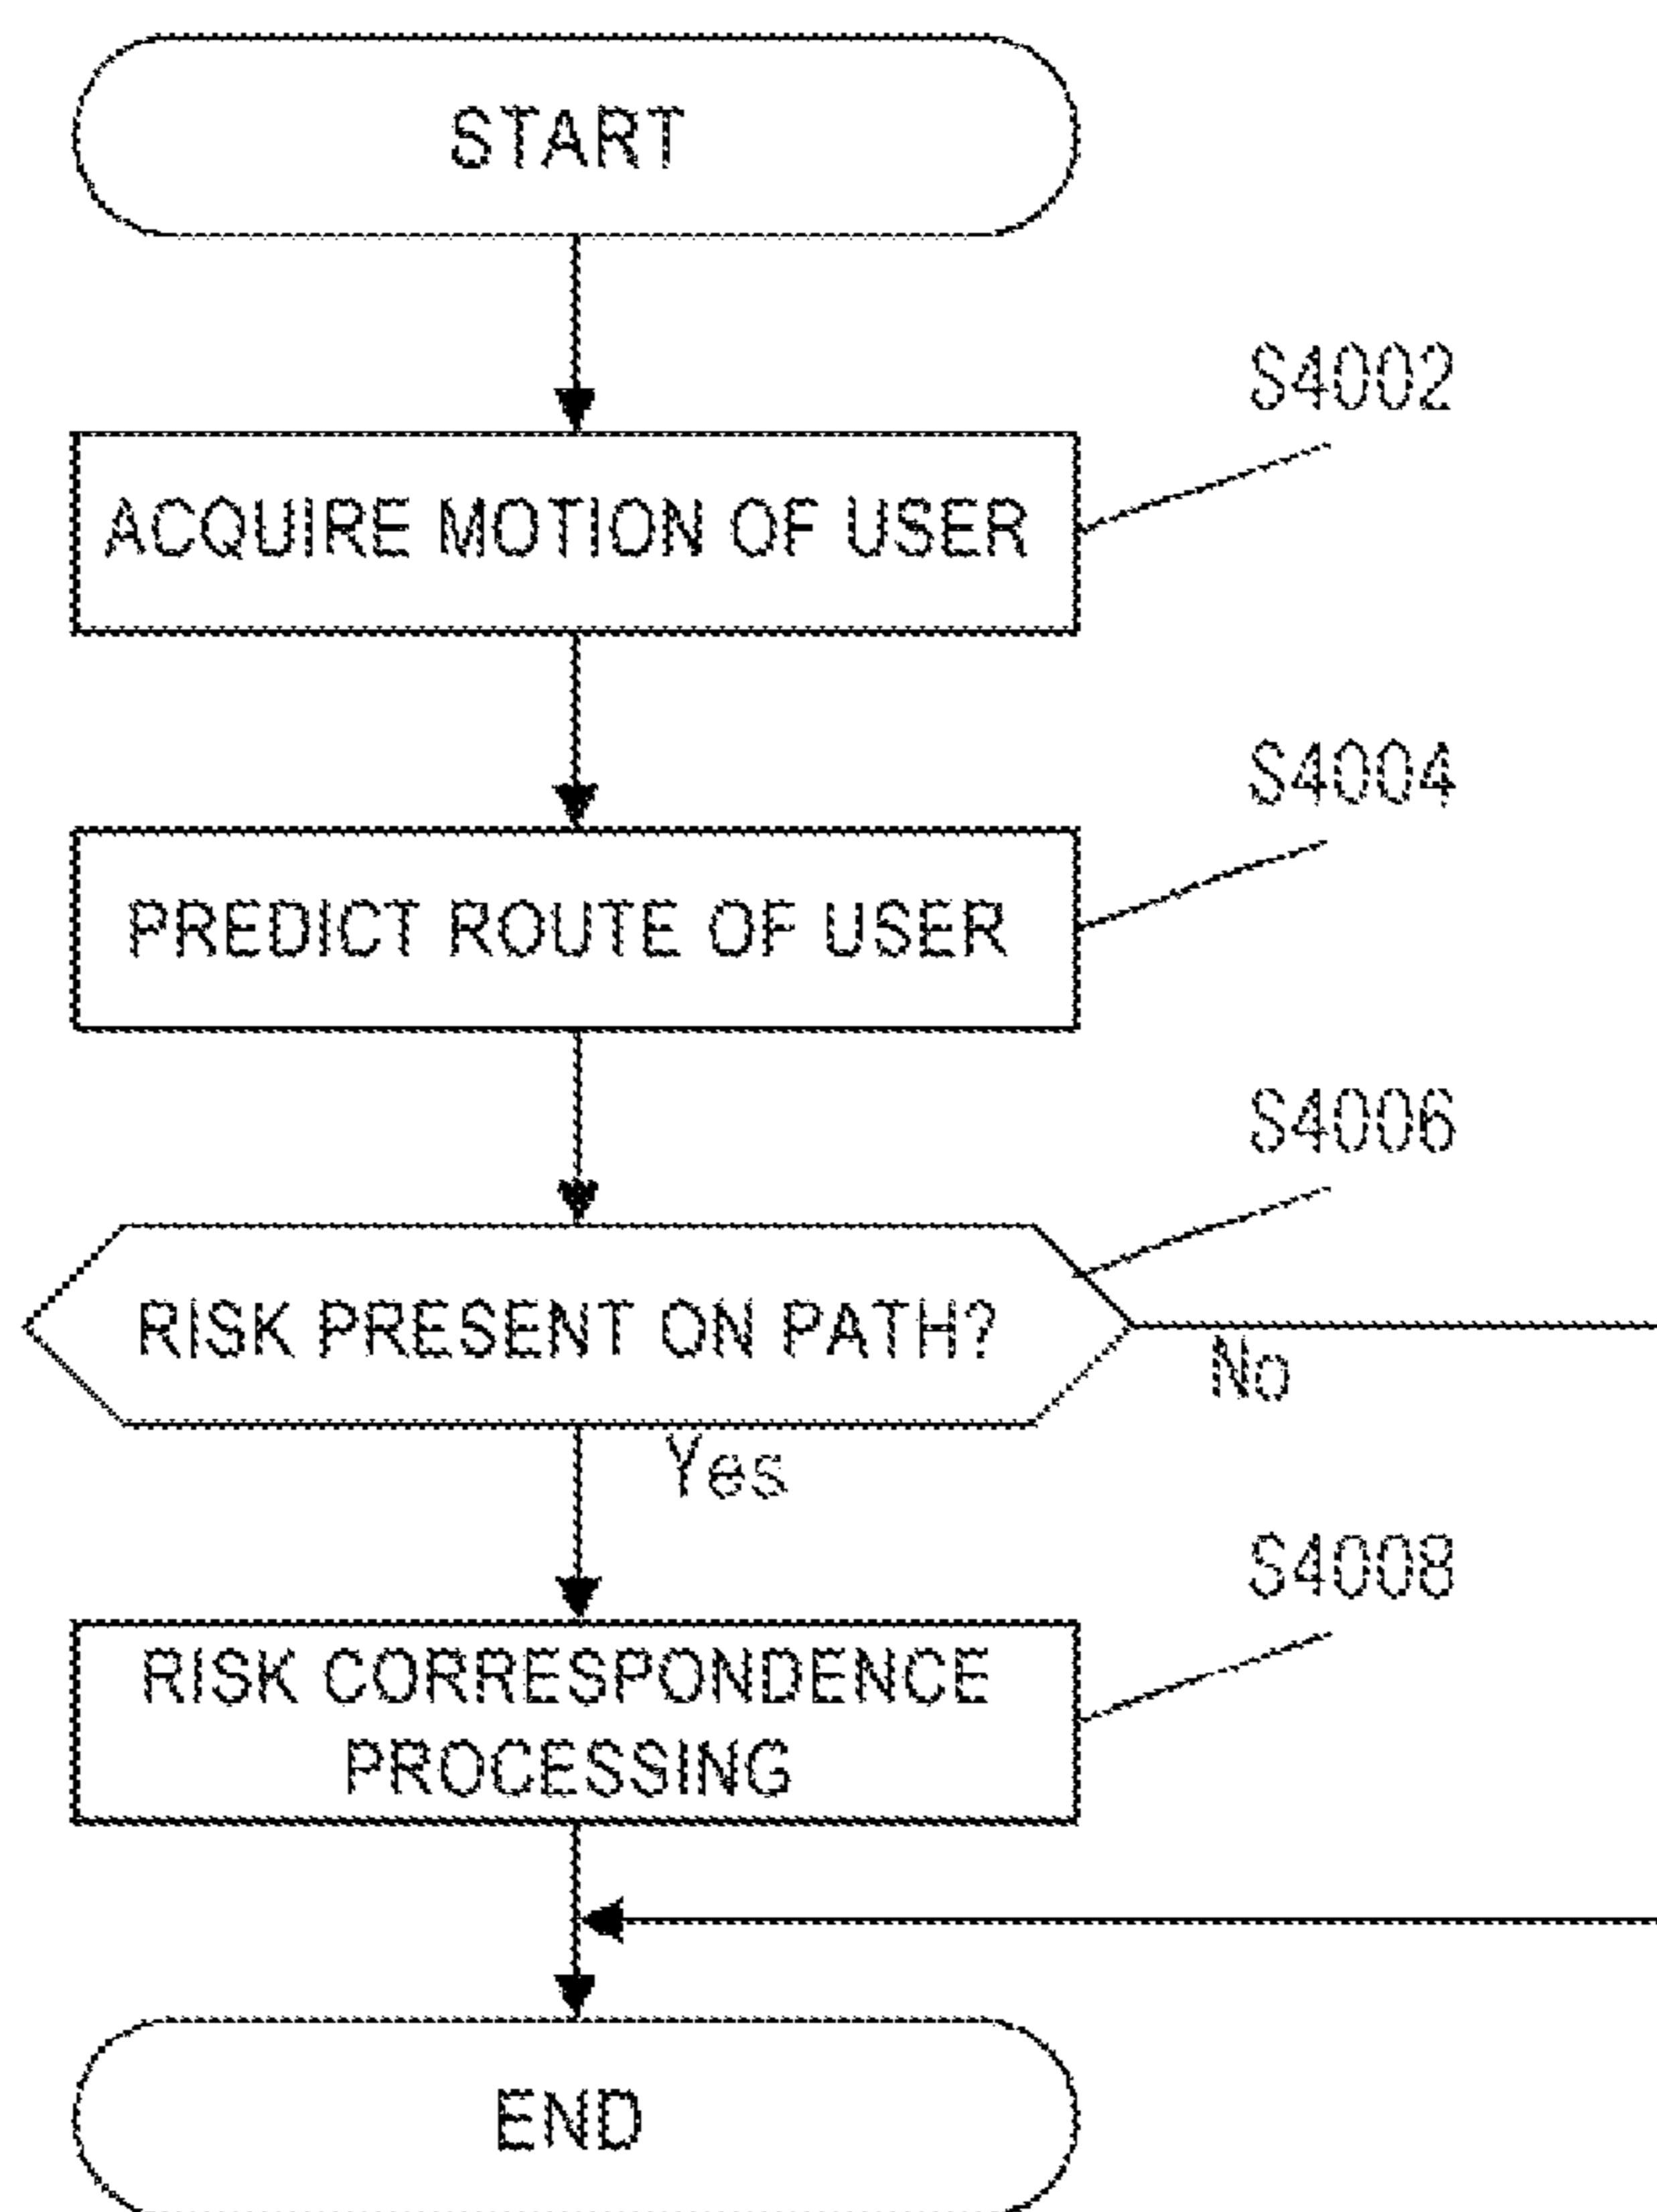 START
S4002
ACQUIRE MOTION OF USER
S4004
PREDICT ROUTE OF USER
S4006
RISK PRESENT ON PATH?
No
Yes
S4008
RISK CORRESPONDENCE
PROCESSING
END